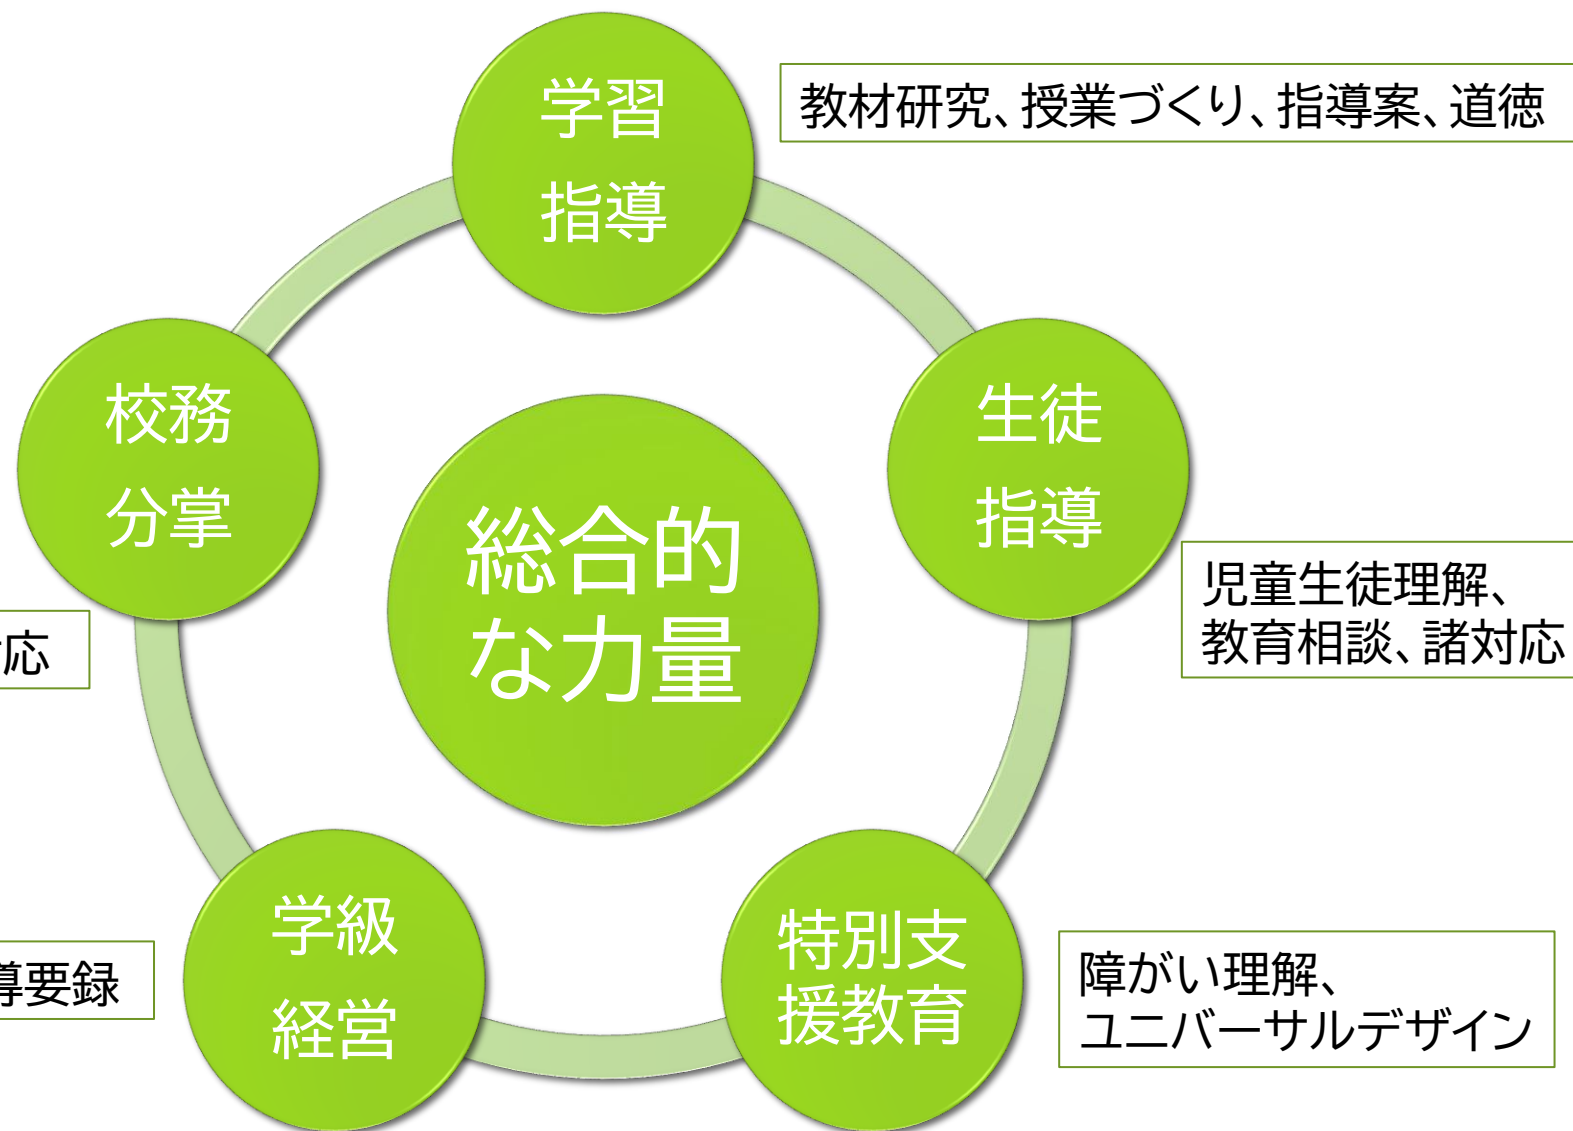 学習
指導
教材研究、授業づくり、指導案、道徳
校務
分掌
生徒
指導
総合的
な力量
児童生徒理解、
教育相談、諸対応
応
学級
経営
導要録
特別支
援教育
障がい理解、
ユニバーサルデザイン